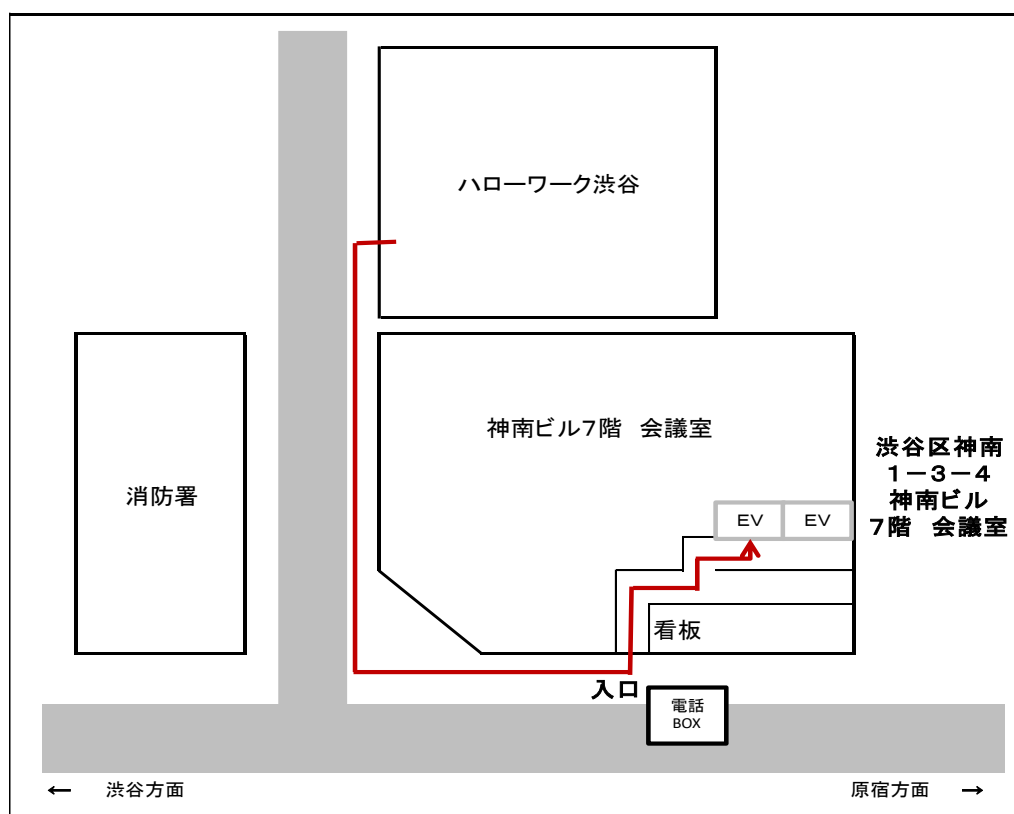 ハローワーク渋谷
神南ビル7階　会議室
渋谷区神南
1－3－4
神南ビル
7階　会議室
消防署
EV
EV
看板
入口
電話
BOX
←　渋谷方面
原宿方面　→